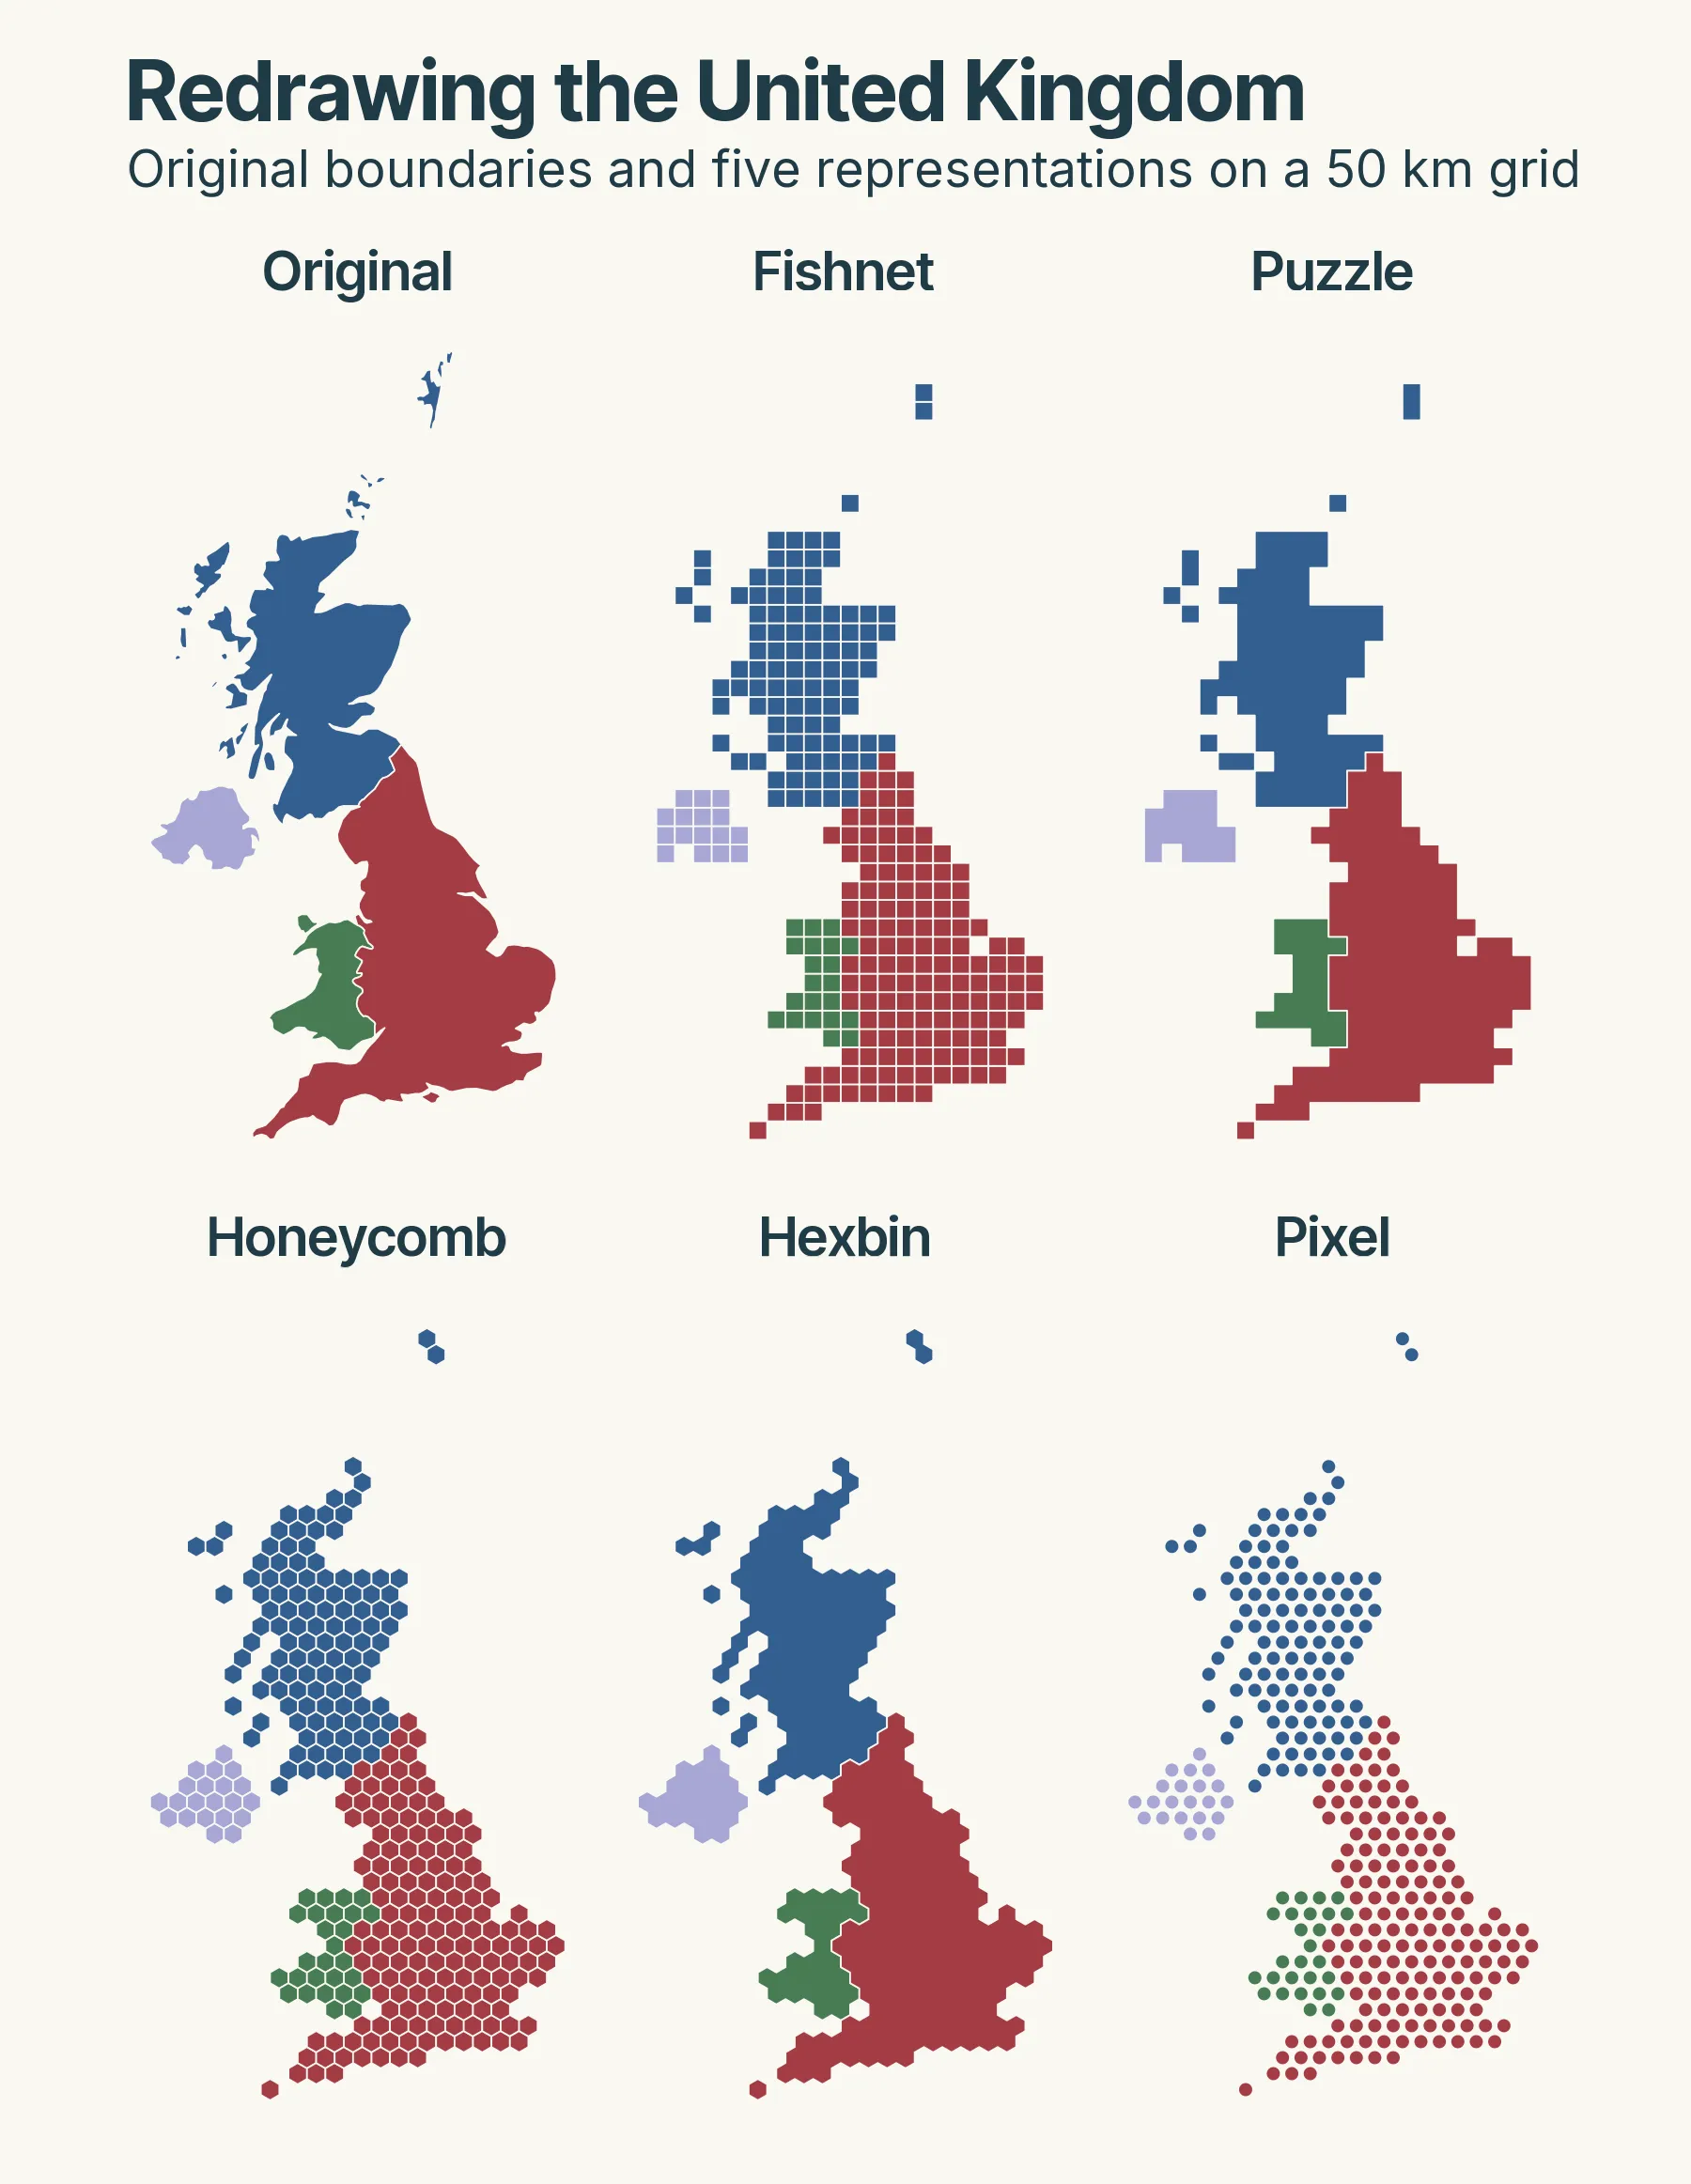 Redrawing the United Kingdom
Original boundaries and five representations on a 50 km grid
Original
Fishnet
Puzzle
Honeycomb
Hexbin
Pixel